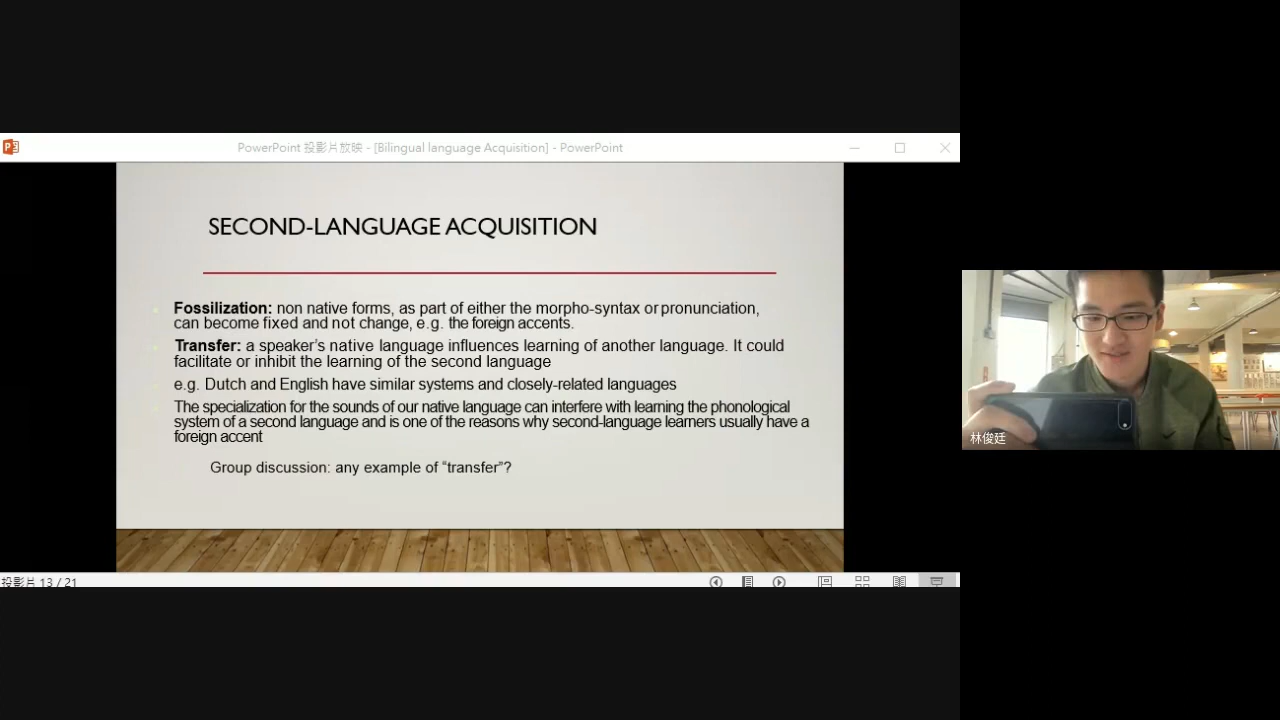 PowerPoint 投影片放映 - [Bilingual language Acquisition] - PowerPoint
SECOND-LANGUAGE ACQUISITION
Fossilization: non native forms, as part of either the morpho-syntax or pronunciation,
can become fixed and not change, e.g. the foreign accents.
Transfer: a speaker's native language influences learning of another language. It could
facilitate or inhibit the learning of the second language
e.g. Dutch and English have similar systems and closely-related languages
The specialization for the sounds of our native language can interfere with learning the phonological
system of a second language and is one of the reasons why second-language learners usually have a
foreign accent
Group discussion: any example of “transfer”?
林俊廷
投影片 13 / 21